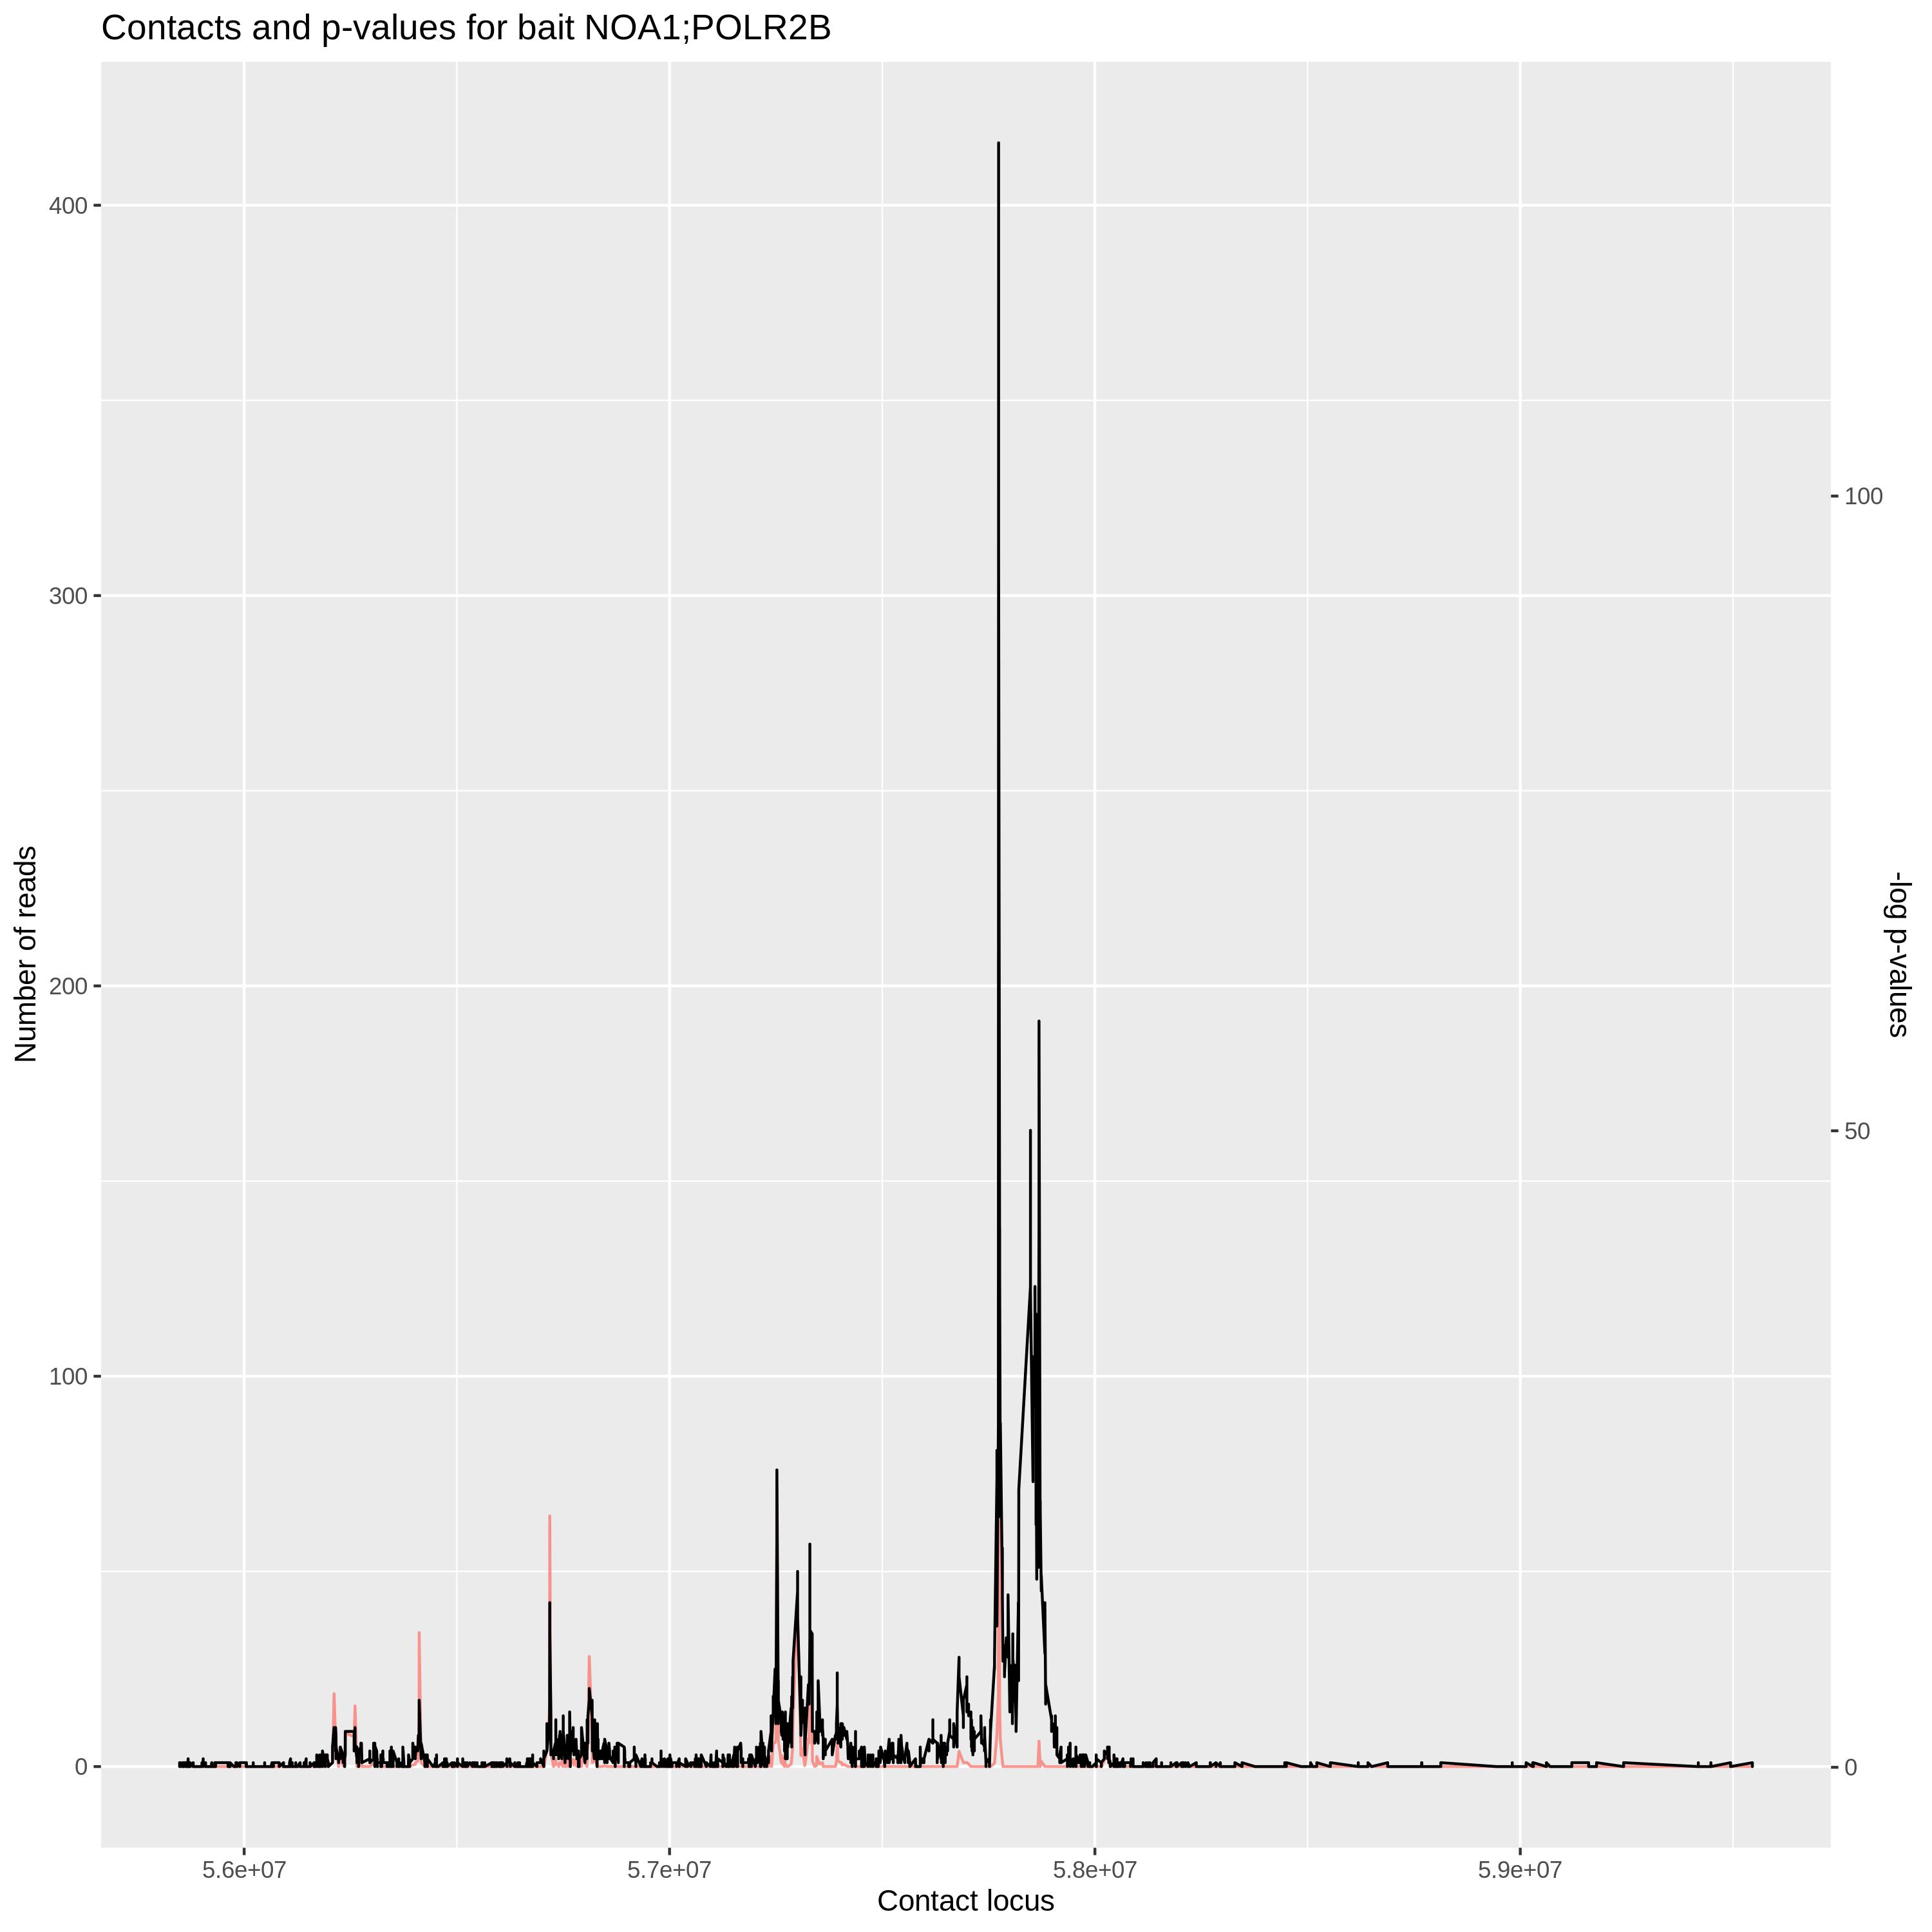 Contacts and p-values for bait NOA1;POLR2B
400
300
200
100
0
Number of reads
100
50
0
-log p-values
5.6e+07
5.7e+07
5.8e+07
5.9e+07
Contact locus